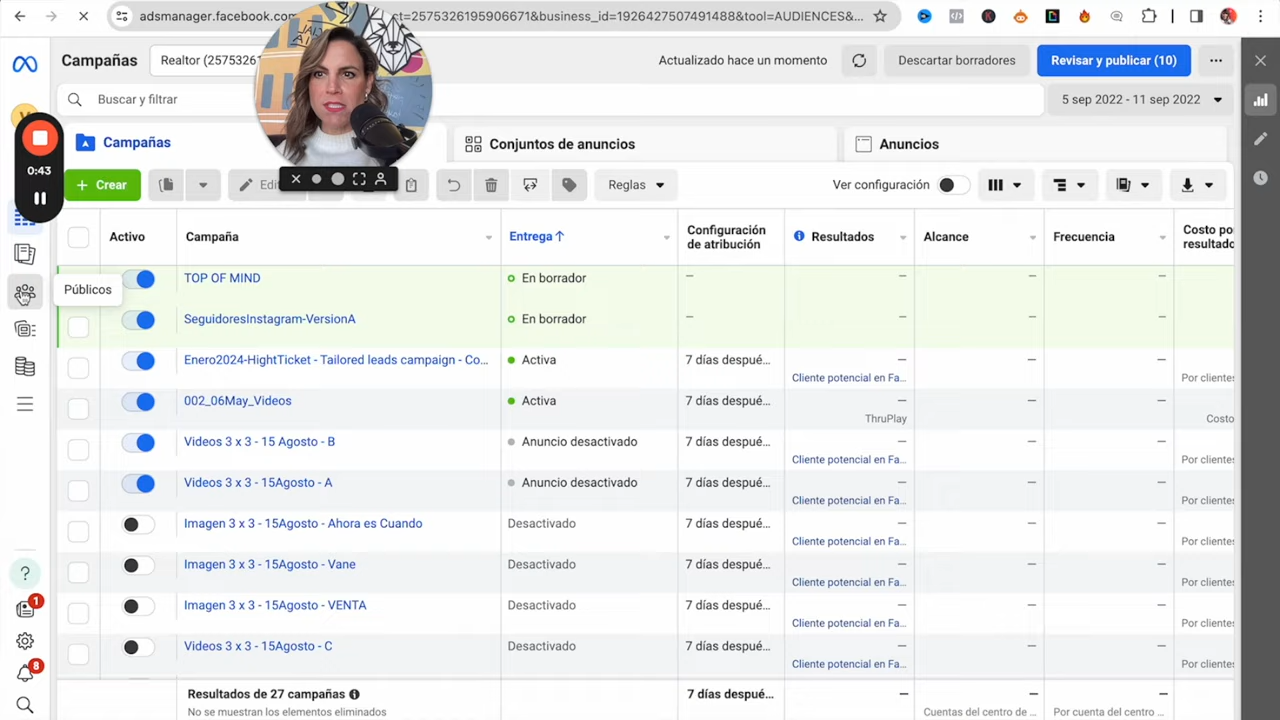 adsmanager.facebook.com
ct=2575326195906671&business_id=1926427507491488&tool=AUDIENCES&...
Campañas
Realtor (2575326
Actualizado hace un momento
Descartar borradores
Revisar y publicar (10)
Buscar y filtrar
5 sep 2022 - 11 sep 2022
0:43
Campañas
Conjuntos de anuncios
Anuncios
+ Crear
Edi
Reglas
Ver configuración
Activo
Campaña
Entrega ↑
Configuración
de atribución
Resultados
Alcance
Frecuencia
Costo por
resultado
Públicos
TOP OF MIND
En borrador
–
–
–
–
SeguidoresInstagram-VersionA
En borrador
–
–
–
–
Enero2024-HightTicket - Tailored leads campaign - Co...
Activa
7 días despué...
–
–
–
Cliente potencial en Fa...
Por clientes
002_06May_Videos
Activa
7 días despué...
–
–
–
ThruPlay
Costo
Videos 3 x 3 - 15 Agosto - B
Anuncio desactivado
7 días despué...
–
–
–
Cliente potencial en Fa...
Por clientes
Videos 3 x 3 - 15Agosto - A
Anuncio desactivado
7 días despué...
–
–
–
Cliente potencial en Fa...
Por clientes
Imagen 3 x 3 - 15Agosto - Ahora es Cuando
Desactivado
7 días despué...
–
–
–
Cliente potencial en Fa...
Por clientes
Imagen 3 x 3 - 15Agosto - Vane
Desactivado
7 días despué...
–
–
–
Cliente potencial en Fa...
Por clientes
Imagen 3 x 3 - 15Agosto - VENTA
Desactivado
7 días despué...
–
–
–
Cliente potencial en Fa...
Por clientes
1
Videos 3 x 3 - 15Agosto - C
Desactivado
7 días despué...
–
–
–
Cliente potencial en Fa...
Por clientes
8
Resultados de 27 campañas
7 días despué...
–
–
–
No se muestran los elementos eliminados
Cuentas del centro de ...
Por cuenta del centro ...